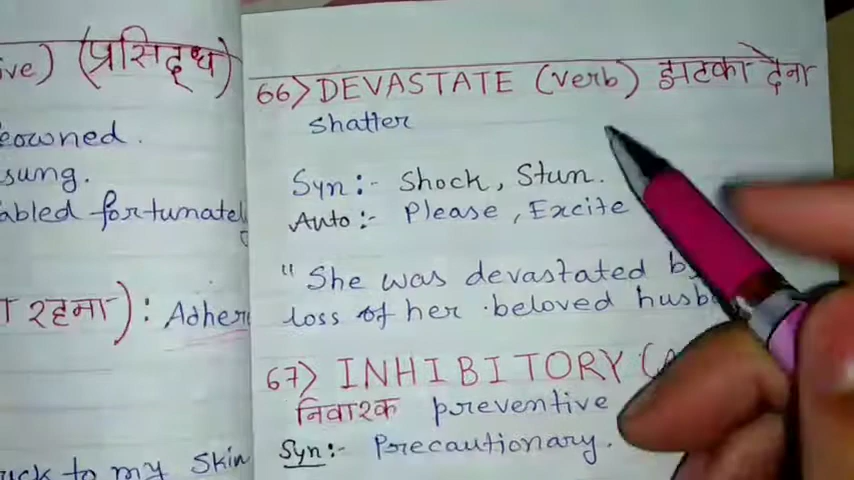 ve) (प्रसिद्ध)
eowned.
sung.
abled fortunatel
रहना): Adher
uck to my skin
66) DEVASTATE (verb) झटका देना
shatter
Syn:- Shock, Stun.
Auto:- Please, Excite
"She was devastated b
loss of her beloved husb
67) INHIBITORY (
निवारक preventive
Syn:- Precautionary.